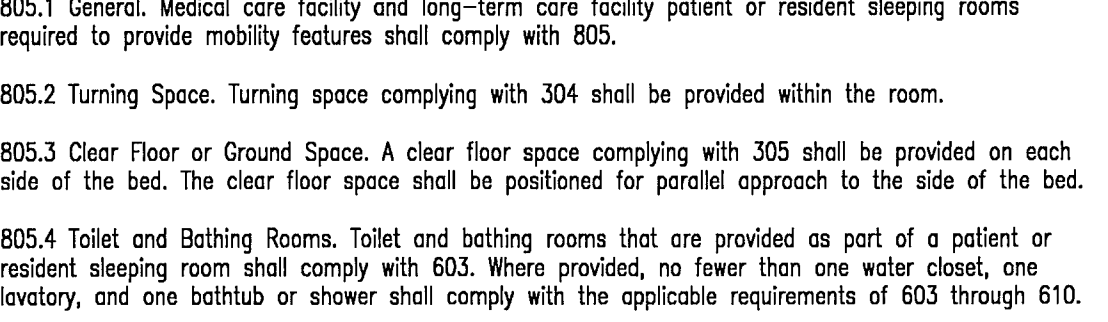 805.1 General. Medical care facility and long-term care facility patient or resident sleeping rooms
required to provide mobility features shall comply with 805.
805.2 Turning Space. Turning space complying with 304 shall be provided within the room.
805.3 Clear Floor or Ground Space. A clear floor space complying with 305 shall be provided on each
side of the bed. The clear floor space shall be positioned for parallel approach to the side of the bed.
805.4 Toilet and Bathing Rooms. Toilet and bathing rooms that are provided as part of a patient or
resident sleeping room shall comply with 603. Where provided, no fewer than one water closet, one
lavatory, and one bathtub or shower shall comply with the applicable requirements of 603 through 610.